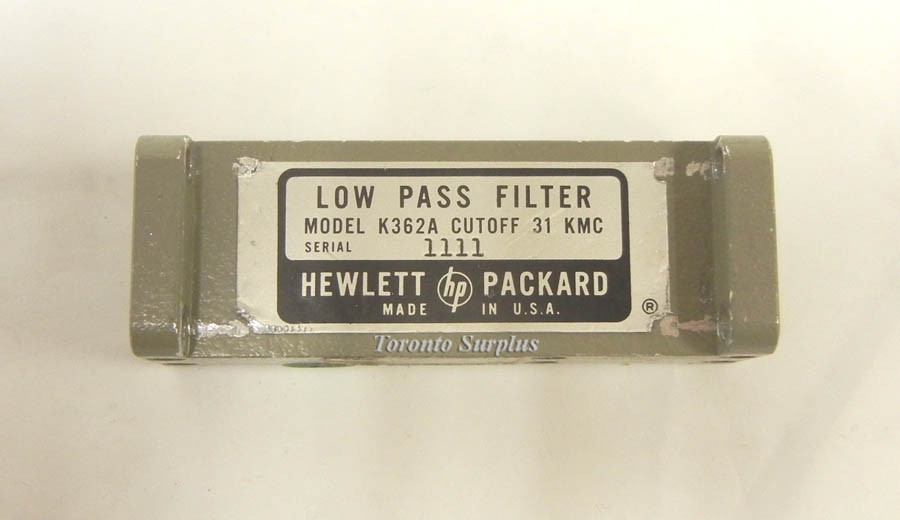 LOW PASS FILTER
MODEL K362A CUTOFF 31 KMC
SERIAL 1111
HEWLETT hp PACKARD
MADE IN U.S.A.
®
Toronto Surplus